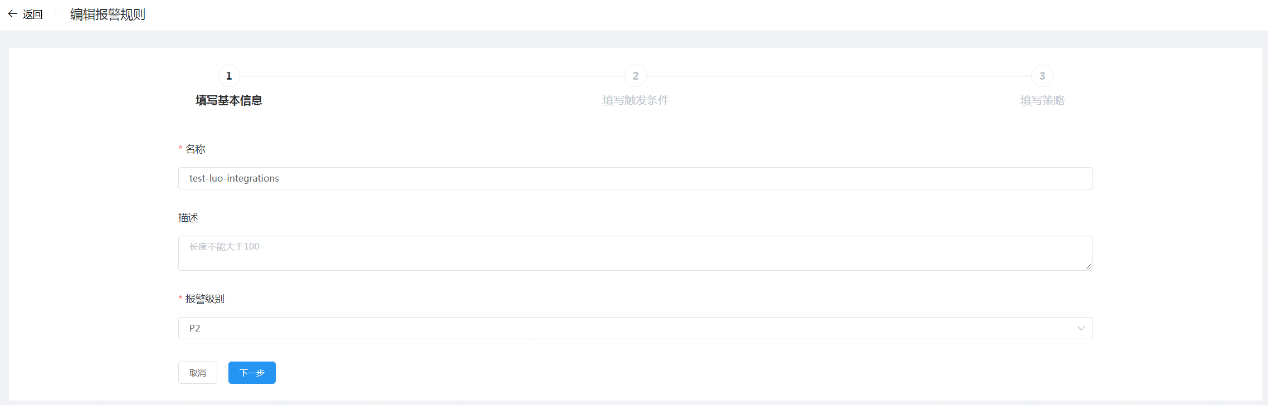 ← 返回 编辑报警规则
1 2 3
填写基本信息 填写触发条件 填写策略
* 名称
test-luo-integrations
描述
长度不能大于100
* 报警级别
P2
取消 下一步